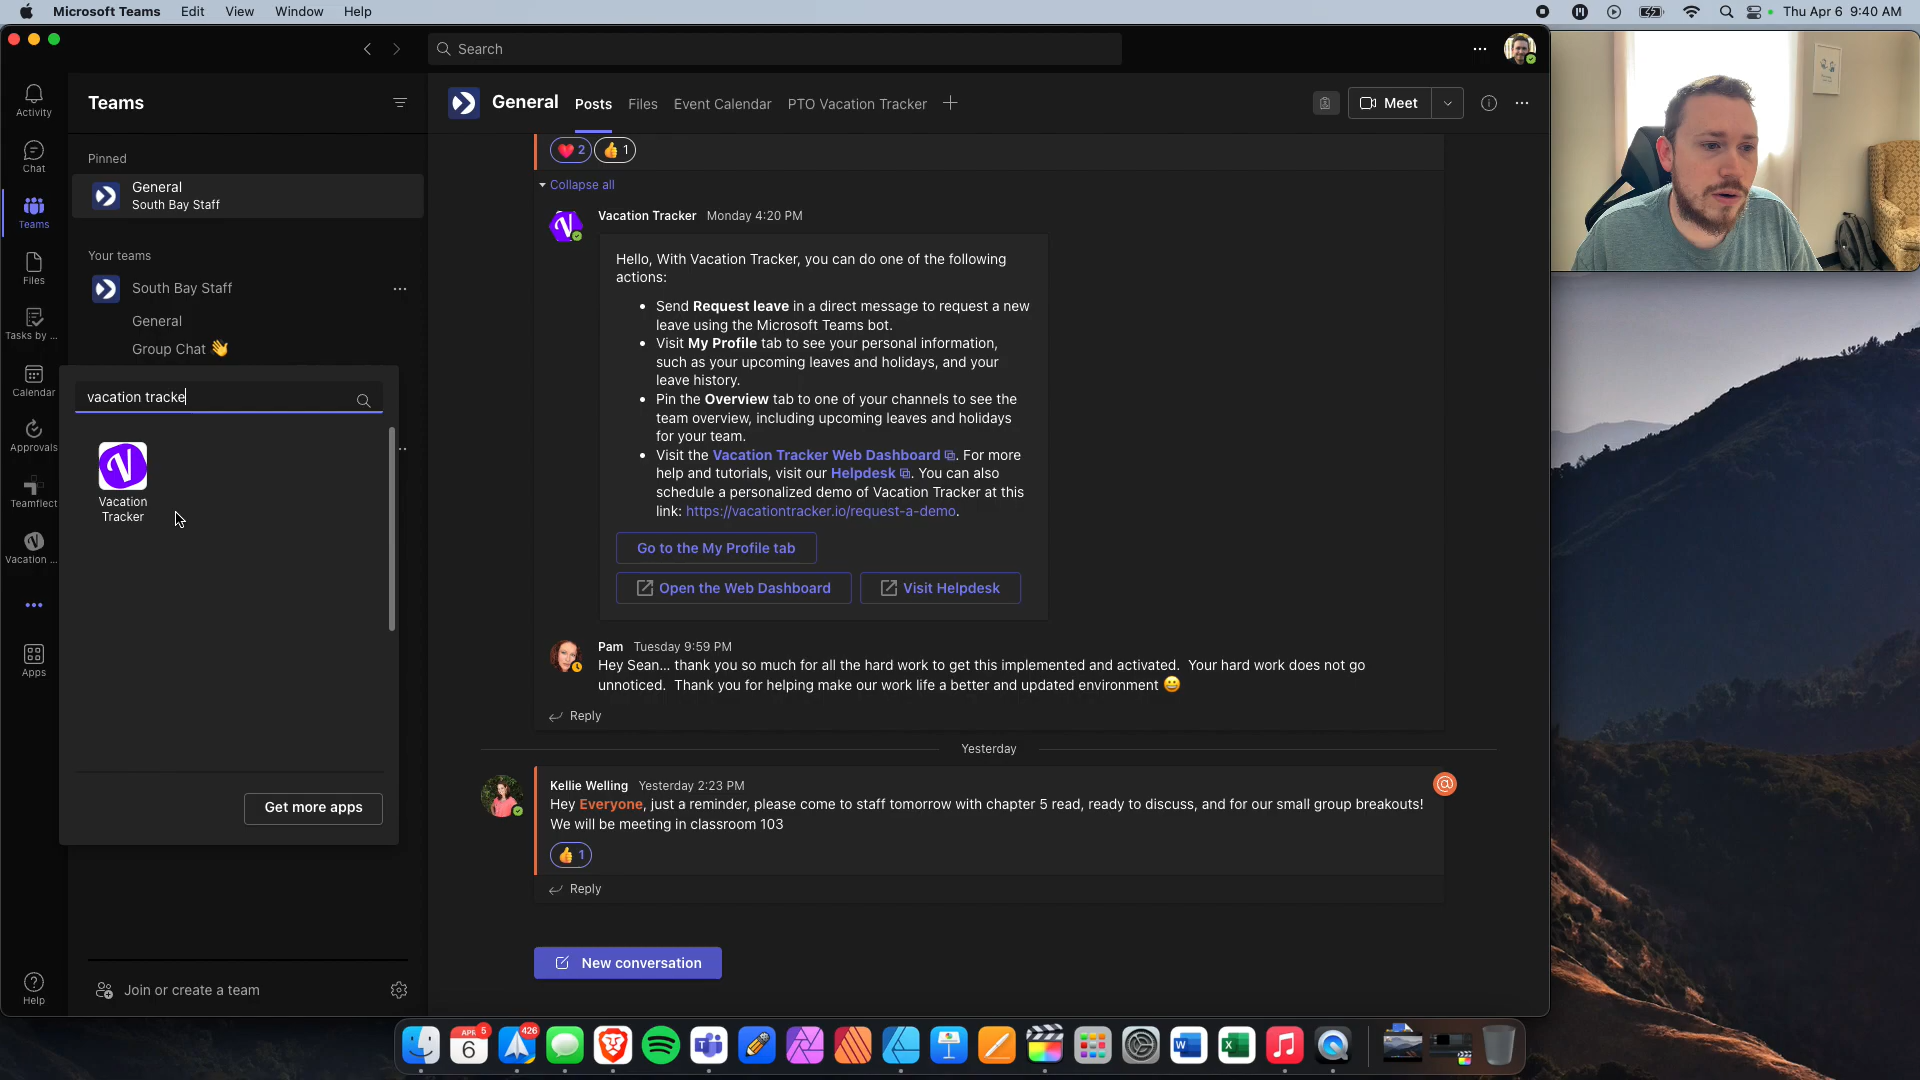 Microsoft Teams Edit View Window Help
Thu Apr 6 9:40 AM
Search
Activity
Chat
Teams
Files
Tasks by ...
Calendar
Approvals
Teamflect
Vacation ...
Apps
Help
Teams
Pinned
General
South Bay Staff
Your teams
South Bay Staff
General
Group Chat 👋
vacation tracke
Vacation
Tracker
Get more apps
Join or create a team
General Posts Files Event Calendar PTO Vacation Tracker
Meet
❤️ 2 👍 1
Collapse all
Vacation Tracker Monday 4:20 PM
Hello, With Vacation Tracker, you can do one of the following
actions:
• Send Request leave in a direct message to request a new
leave using the Microsoft Teams bot.
• Visit My Profile tab to see your personal information,
such as your upcoming leaves and holidays, and your
leave history.
• Pin the Overview tab to one of your channels to see the
team overview, including upcoming leaves and holidays
for your team.
• Visit the Vacation Tracker Web Dashboard. For more
help and tutorials, visit our Helpdesk. You can also
schedule a personalized demo of Vacation Tracker at this
link: https://vacationtracker.io/request-a-demo.
Go to the My Profile tab
Open the Web Dashboard
Visit Helpdesk
Pam Tuesday 9:59 PM
Hey Sean... thank you so much for all the hard work to get this implemented and activated. Your hard work does not go
unnoticed. Thank you for helping make our work life a better and updated environment 😀
Reply
Yesterday
Kellie Welling Yesterday 2:23 PM
Hey Everyone, just a reminder, please come to staff tomorrow with chapter 5 read, ready to discuss, and for our small group breakouts!
We will be meeting in classroom 103
👍 1
Reply
New conversation
APR 5
6
426